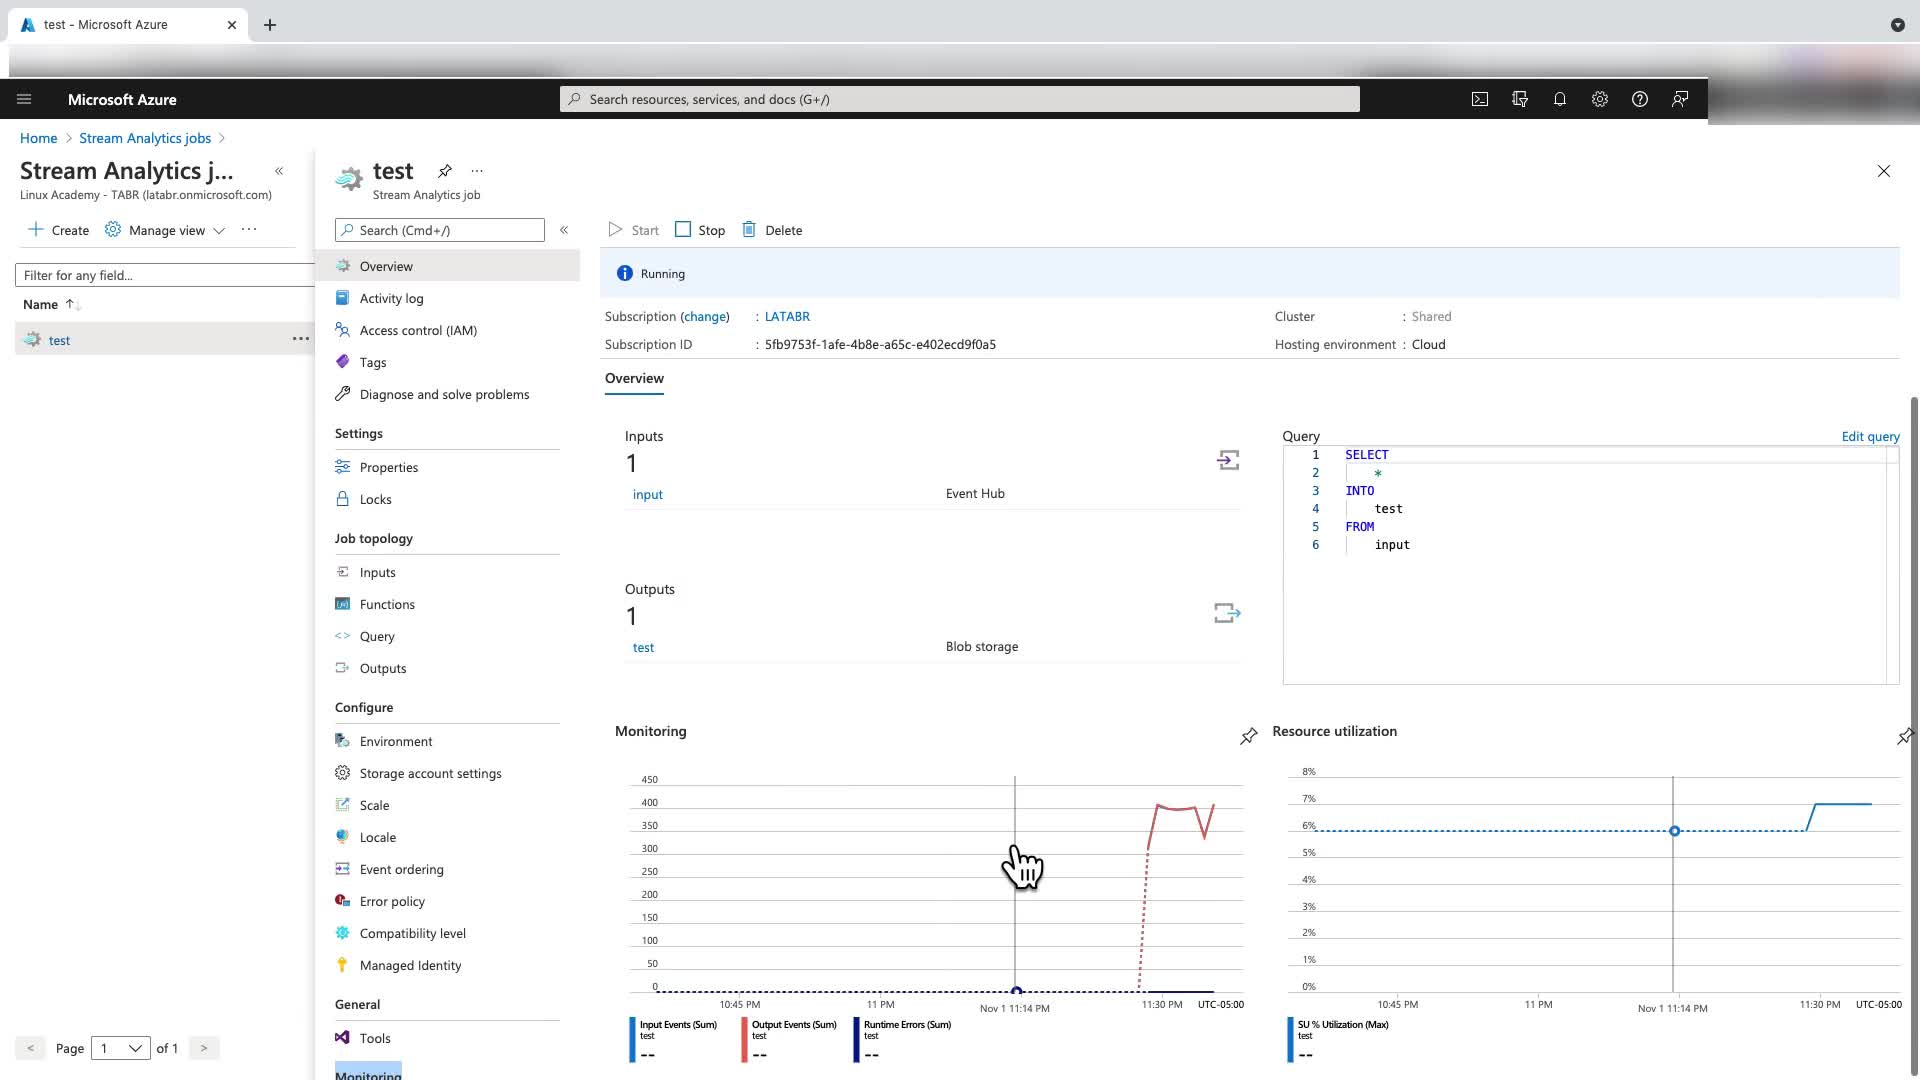 test - Microsoft Azure
Microsoft Azure
Search resources, services, and docs (G+/)
Home > Stream Analytics jobs >
Stream Analytics j...
Linux Academy - TABR (latabr.onmicrosoft.com)
Create
Manage view
Filter for any field...
Name
test
Page 1 of 1
test
Stream Analytics job
Search (Cmd+/)
Overview
Activity log
Access control (IAM)
Tags
Diagnose and solve problems
Settings
Properties
Locks
Job topology
Inputs
Functions
Query
Outputs
Configure
Environment
Storage account settings
Scale
Locale
Event ordering
Error policy
Compatibility level
Managed Identity
General
Tools
Monitoring
Start Stop Delete
Running
Subscription (change) : LATABR
Subscription ID : 5fb9753f-1afe-4b8e-a65c-e402ecd9f0a5
Cluster : Shared
Hosting environment : Cloud
Overview
Inputs
1
input Event Hub
Outputs
1
test Blob storage
Query Edit query
1 SELECT
2 *
3 INTO
4 test
5 FROM
6 input
Monitoring
450
400
350
300
250
200
150
100
50
0
10:45 PM 11 PM Nov 1 11:14 PM 11:30 PM UTC-05:00
Input Events (Sum)
test
--
Output Events (Sum)
test
--
Runtime Errors (Sum)
test
--
Resource utilization
8%
7%
6%
5%
4%
3%
2%
1%
0%
10:45 PM 11 PM Nov 1 11:14 PM 11:30 PM UTC-05:00
SU % Utilization (Max)
test
--